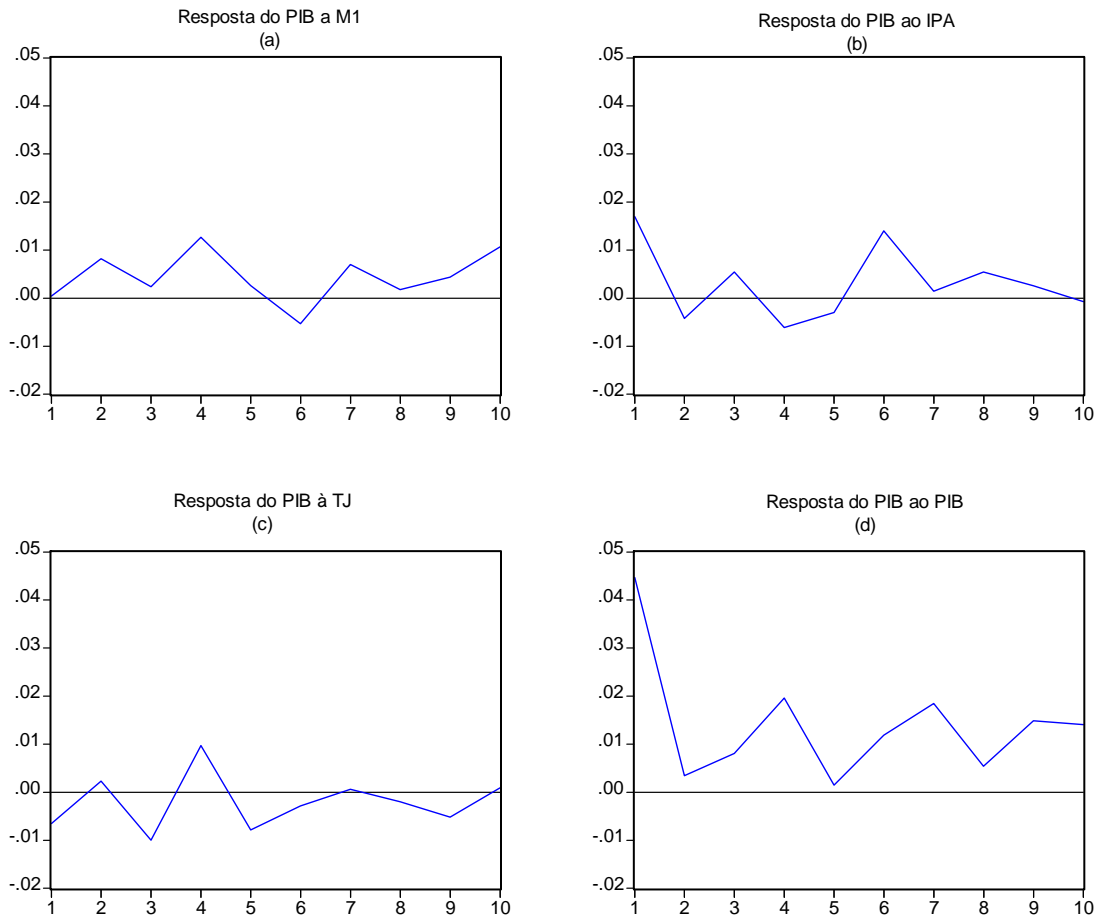 Resposta do PIB a M1
(a)
.05
.04
.03
.02
.01
.00
-.01
-.02
1 2 3 4 5 6 7 8 9 10
Resposta do PIB ao IPA
(b)
.05
.04
.03
.02
.01
.00
-.01
-.02
1 2 3 4 5 6 7 8 9 10
Resposta do PIB à TJ
(c)
.05
.04
.03
.02
.01
.00
-.01
-.02
1 2 3 4 5 6 7 8 9 10
Resposta do PIB ao PIB
(d)
.05
.04
.03
.02
.01
.00
-.01
-.02
1 2 3 4 5 6 7 8 9 10